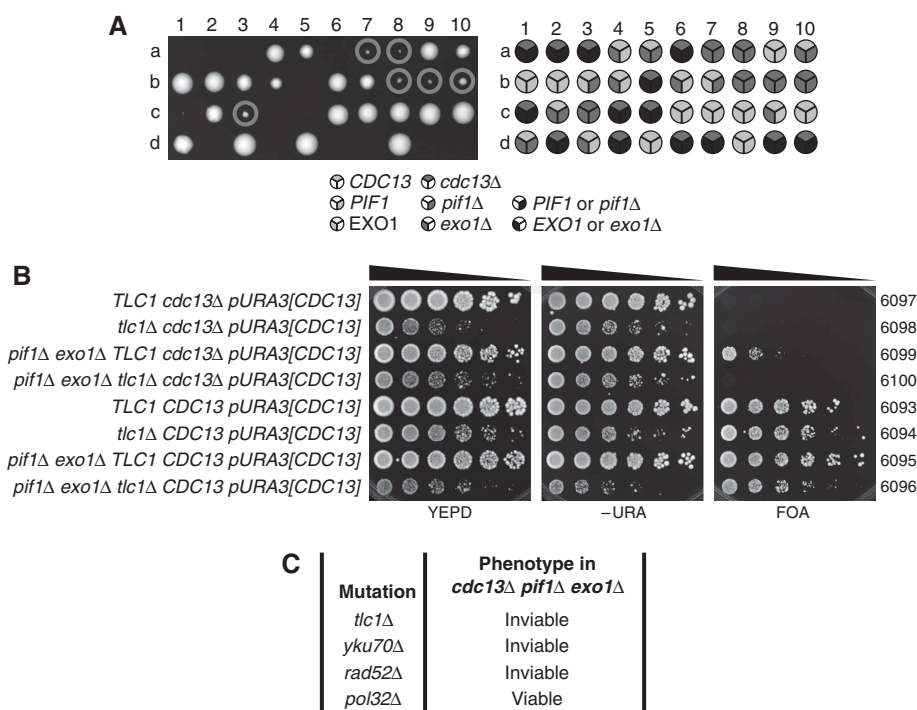 A
1 2 3 4 5 6 7 8 9 10
1 2 3 4 5 6 7 8 9 10
a
a
b
b
c
c
d
d
CDC13 cdc13Δ
PIF1 pif1Δ PIF1 or pif1Δ
EXO1 exo1Δ EXO1 or exo1Δ
B
TLC1 cdc13Δ pURA3[CDC13] 6097
tlc1Δ cdc13Δ pURA3[CDC13] 6098
pif1Δ exo1Δ TLC1 cdc13Δ pURA3[CDC13] 6099
pif1Δ exo1Δ tlc1Δ cdc13Δ pURA3[CDC13] 6100
TLC1 CDC13 pURA3[CDC13] 6093
tlc1Δ CDC13 pURA3[CDC13] 6094
pif1Δ exo1Δ TLC1 CDC13 pURA3[CDC13] 6095
pif1Δ exo1Δ tlc1Δ CDC13 pURA3[CDC13] 6096
YEPD –URA FOA
C
Mutation
Phenotype in
cdc13Δ pif1Δ exo1Δ
tlc1Δ Inviable
yku70Δ Inviable
rad52Δ Inviable
pol32Δ Viable